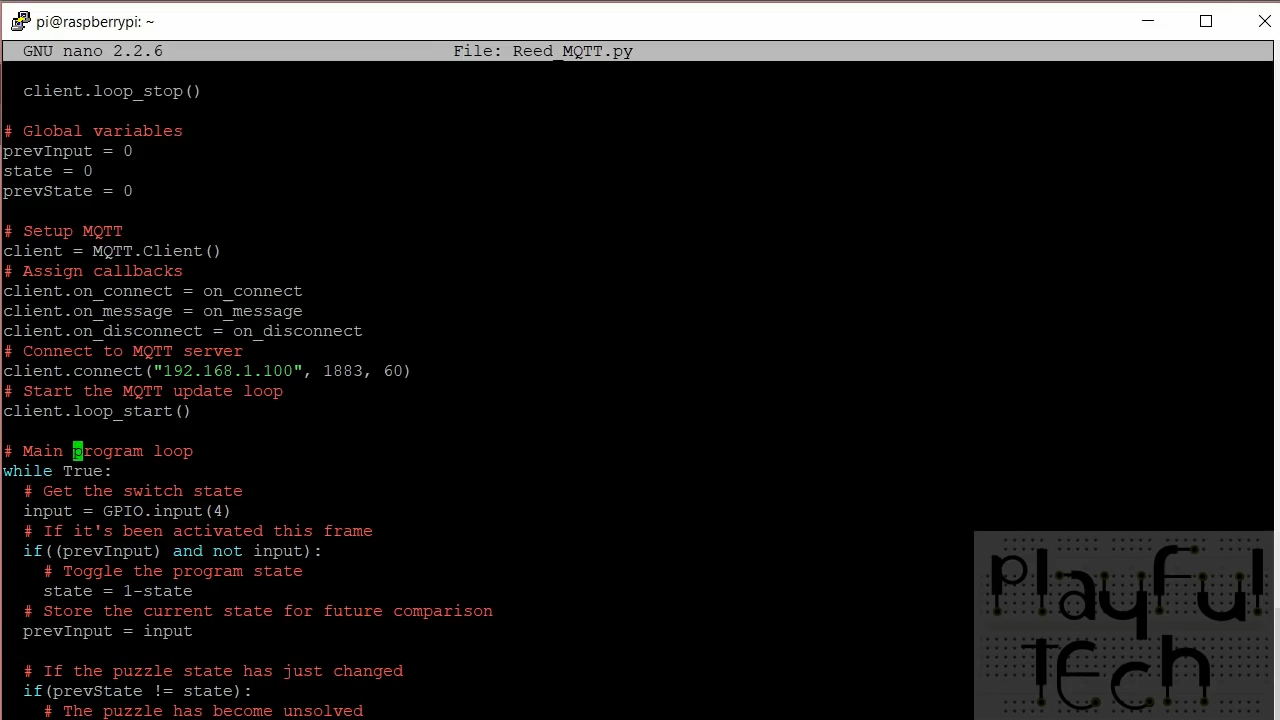 pi@raspberrypi: ~
GNU nano 2.2.6 File: Reed_MQTT.py
client.loop_stop()
# Global variables
prevInput = 0
state = 0
prevState = 0
# Setup MQTT
client = MQTT.Client()
# Assign callbacks
client.on_connect = on_connect
client.on_message = on_message
client.on_disconnect = on_disconnect
# Connect to MQTT server
client.connect("192.168.1.100", 1883, 60)
# Start the MQTT update loop
client.loop_start()
# Main program loop
while True:
# Get the switch state
input = GPIO.input(4)
# If it's been activated this frame
if((prevInput) and not input):
# Toggle the program state
state = 1-state
# Store the current state for future comparison
prevInput = input
# If the puzzle state has just changed
if(prevState != state):
# The puzzle has become unsolved
playful
tech